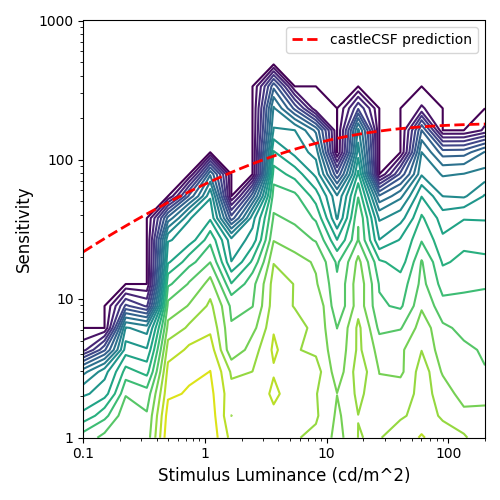 1000
castleCSF prediction
100
Sensitivity
10
1
0.1 1 10 100
Stimulus Luminance (cd/m^2)